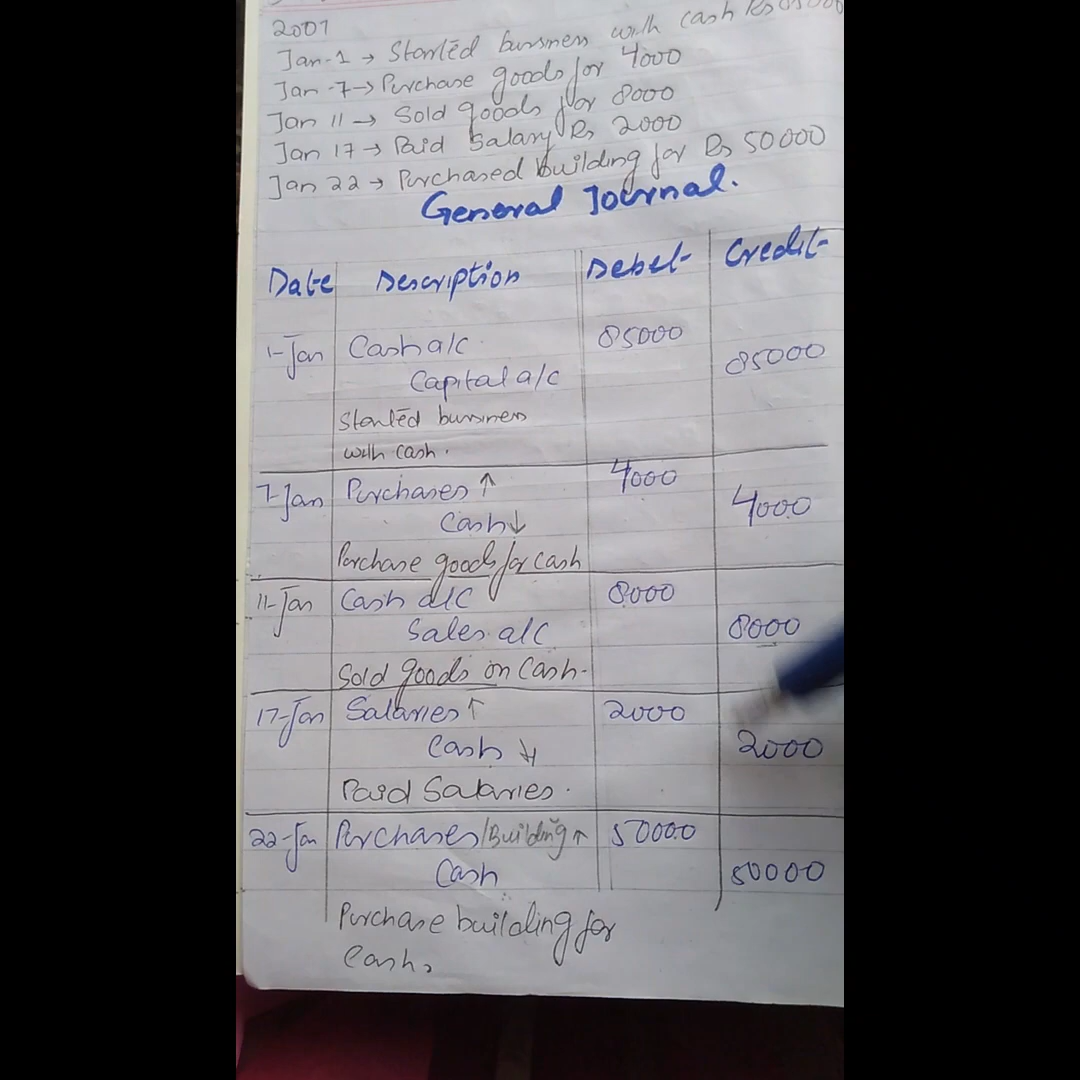 2007
Jan-1 → Started bursiness with cash Rs
Jan-7 → Purchase goods for 4000
Jan 11 → Sold goods for 8000
Jan 17 → Paid Salary Rs 2000
Jan 22 → Purchased building for Rs 50000
General Journal.
Date Description Debet Credit
1-Jan Cash a/c 85000
Capital a/c 85000
Started bursiness
with cash.
7-Jan Purchases ↑ 4000
Cash ↓ 4000
Purchase goods for cash
11-Jan Cash a/c 8000
Sales a/c 8000
Sold goods on cash-
17-Jan Salaries ↑ 2000
Cash ↓ 2000
Paid Salaries.
22-Jan Purchases/Building ↑ 50000
Cash 50000
Purchase building for
Cash,